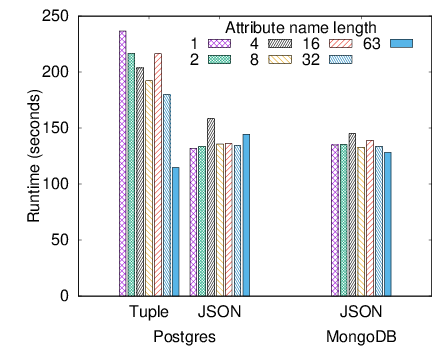 250
200
150
100
50
0
Runtime (seconds)
Attribute name length
1 4 16 63
2 8 32
Tuple JSON JSON
Postgres MongoDB